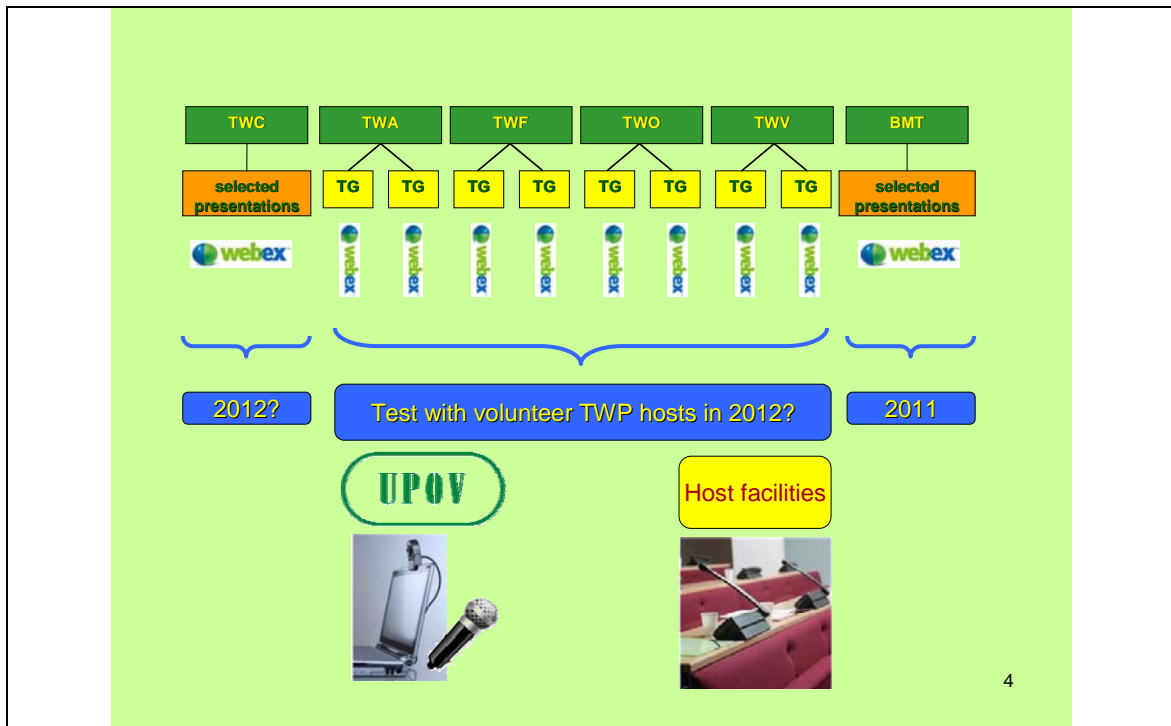 TWC TWA TWF TWO TWV BMT
selected
presentations
TG TG TG TG TG TG TG TG
selected
presentations
webex webex webex webex webex webex webex webex webex webex
2012?
Test with volunteer TWP hosts in 2012?
2011
UPOV
Host facilities
4